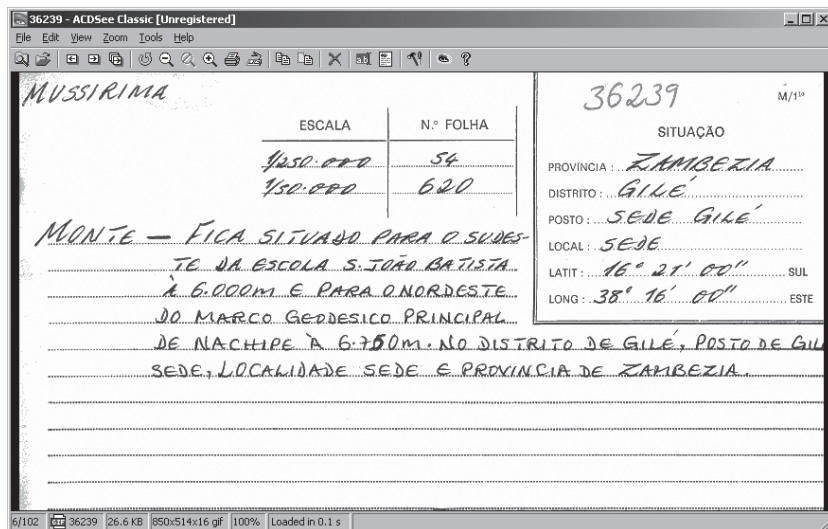 36239 - ACDSee Classic [Unregistered]
File Edit View Zoom Tools Help
MUSSIRIMA
36239
M/1º
ESCALA N.º FOLHA
1/250.000 54
1/50.000 620
SITUAÇÃO
PROVÍNCIA : ZAMBEZIA
DISTRITO : GILÉ
POSTO : SEDE GILÉ
LOCAL : SEDE
LATIT : 16° 21' 00" SUL
LONG : 38° 16' 00" ESTE
MONTE — FICA SITUADO PARA O SUDES-
TE DA ESCOLA S. JOÃO BATISTA
À 6.000m E PARA O NORDESTE
DO MARCO GEODESICO PRINCIPAL
DE NACHIPE À 6.750m. NO DISTRITO DE GILÉ, POSTO DE GIL
SEDE, LOCALIDADE SEDE E PROVINCIA DE ZAMBEZIA.
6/102 36239 26.6 KB 850x514x16 gif 100% Loaded in 0.1 s